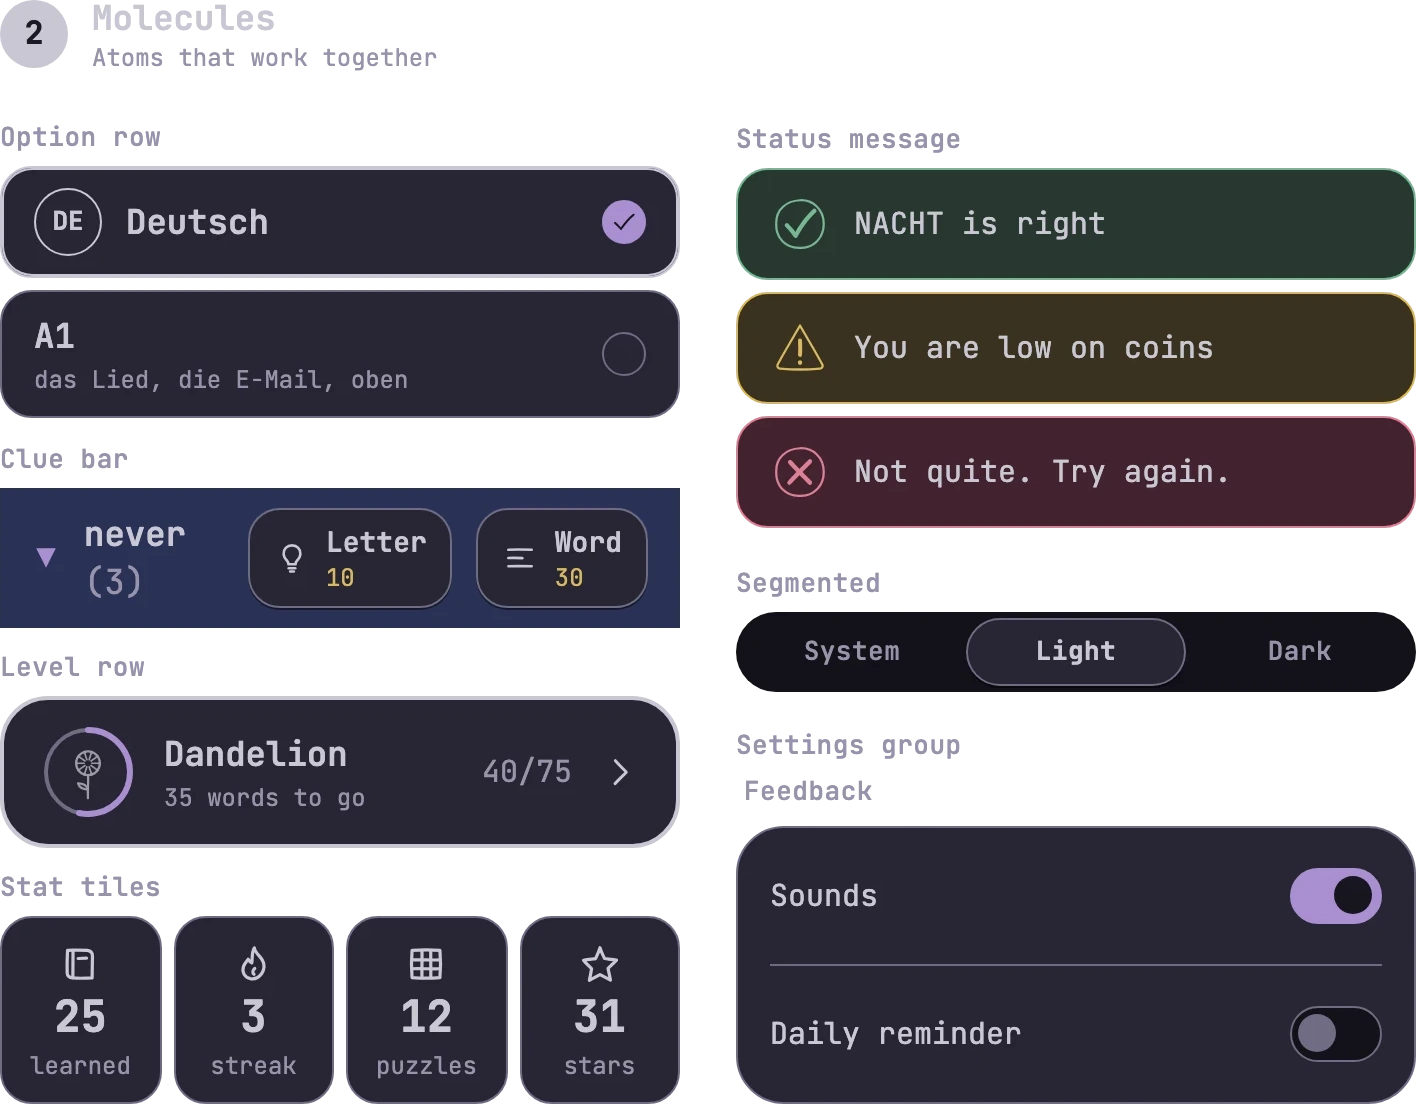 2
Molecules
Atoms that work together
Option row
DE
Deutsch
A1
das Lied, die E-Mail, oben
Clue bar
never
(3)
Letter
10
Word
30
Level row
Dandelion
35 words to go
40/75
Stat tiles
25
learned
3
streak
12
puzzles
31
stars
Status message
NACHT is right
You are low on coins
Not quite. Try again.
Segmented
System
Light
Dark
Settings group
Feedback
Sounds
Daily reminder